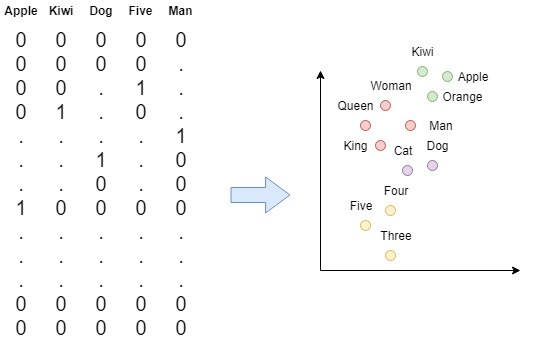 Apple Kiwi Dog Five Man
0 0 0 0 0
0 0 0 0 .
0 0 . 1 .
0 1 . 0 .
. . . . 1
. . 1 . 0
. . 0 . 0
1 0 0 0 0
. . . . .
. . . . .
. . . . .
0 0 0 0 0
0 0 0 0 0
Kiwi
Apple
Woman
Orange
Queen
Man
King
Cat
Dog
Four
Five
Three